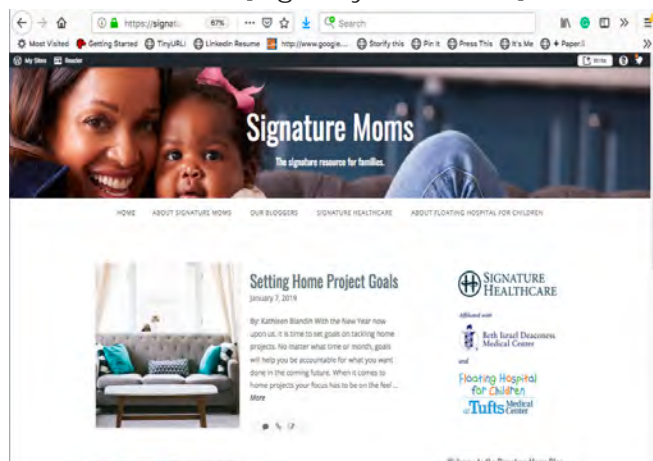 https://signatu
67%
Search
Most Visited
Getting Started
TinyURL!
Linkedin Resume
http://www.google....
Storify this
Pin It
Press This
It's Me
+ Paper.li
My Sites
Reader
Write
Signature Moms
The signature resource for families.
HOME
ABOUT SIGNATURE MOMS
OUR BLOGGERS
SIGNATURE HEALTHCARE
ABOUT FLOATING HOSPITAL FOR CHILDREN
Setting Home Project Goals
January 7, 2019
By: Kathleen Blandin With the New Year now
upon us, it is time to set goals on tackling home
projects. No matter what time or month, goals
will help you be accountable for what you want
done in the coming future. When it comes to
home projects your focus has to be on the feel ...
More
SIGNATURE
HEALTHCARE
Affiliated with
Beth Israel Deaconess
Medical Center
and
Floating Hospital
for Children
at Tufts Medical
Center